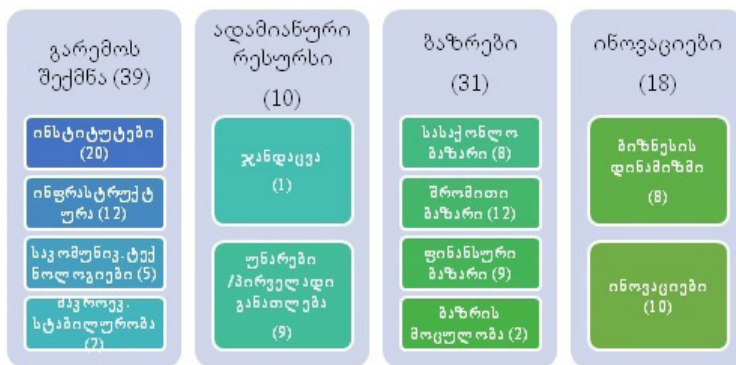 გარემოს
შექმნა (39)
ინსტიტუტები
(20)
ინფრასტრუქტ
ურა (12)
საკომუნიკ.ტექ
ნოლოგიები (5)
მაკროეკ.
სტაბილურობა
(2)
ადამიანური
რესურსი
(10)
ჯანდაცვა
(1)
უნარები
/პირველადი
განათლება
(9)
ბაზრები
(31)
სასაქონლო
ბაზარი (8)
შრომითი
ბაზარი (12)
ფინანსური
ბაზარი (9)
ბაზრის
მოცულობა (2)
ინოვაციები
(18)
ბიზნესის
დინამიზმი
(8)
ინოვაციები
(10)